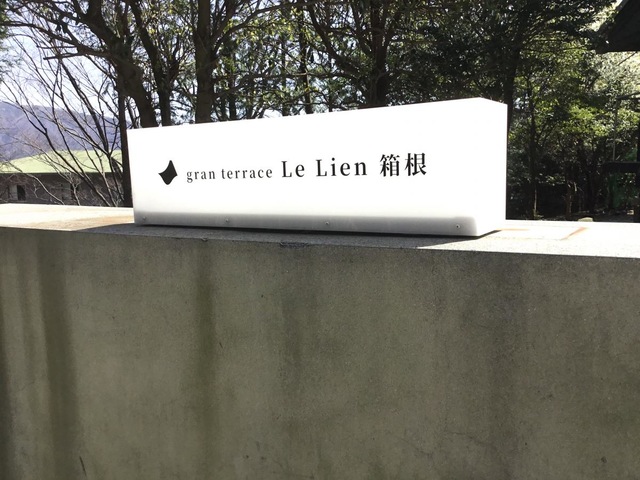 gran terrace Le Lien 箱根